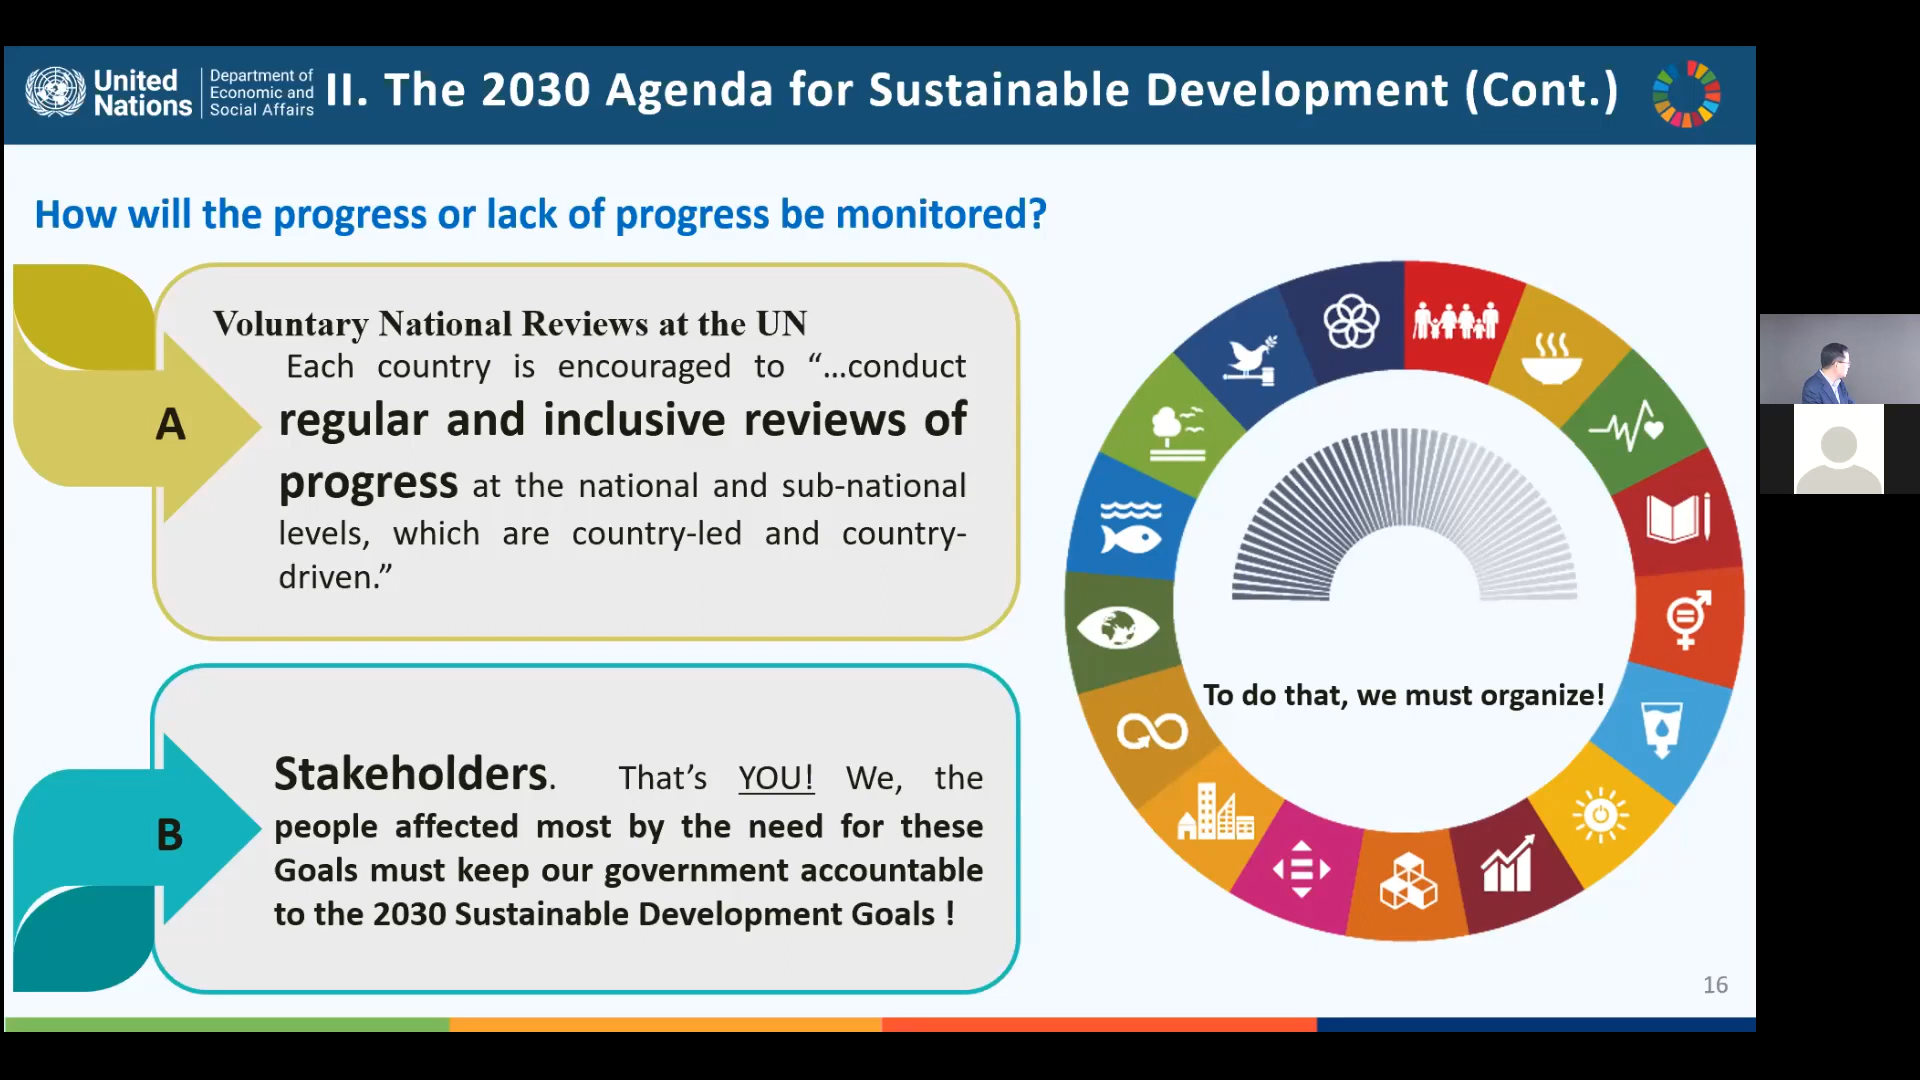 United
Nations
Department of
Economic and
Social Affairs
II. The 2030 Agenda for Sustainable Development (Cont.)
How will the progress or lack of progress be monitored?
A
Voluntary National Reviews at the UN
Each country is encouraged to “…conduct
regular and inclusive reviews of
progress at the national and sub-national
levels, which are country-led and country-
driven.”
B
Stakeholders. That’s YOU! We, the
people affected most by the need for these
Goals must keep our government accountable
to the 2030 Sustainable Development Goals !
To do that, we must organize!
16